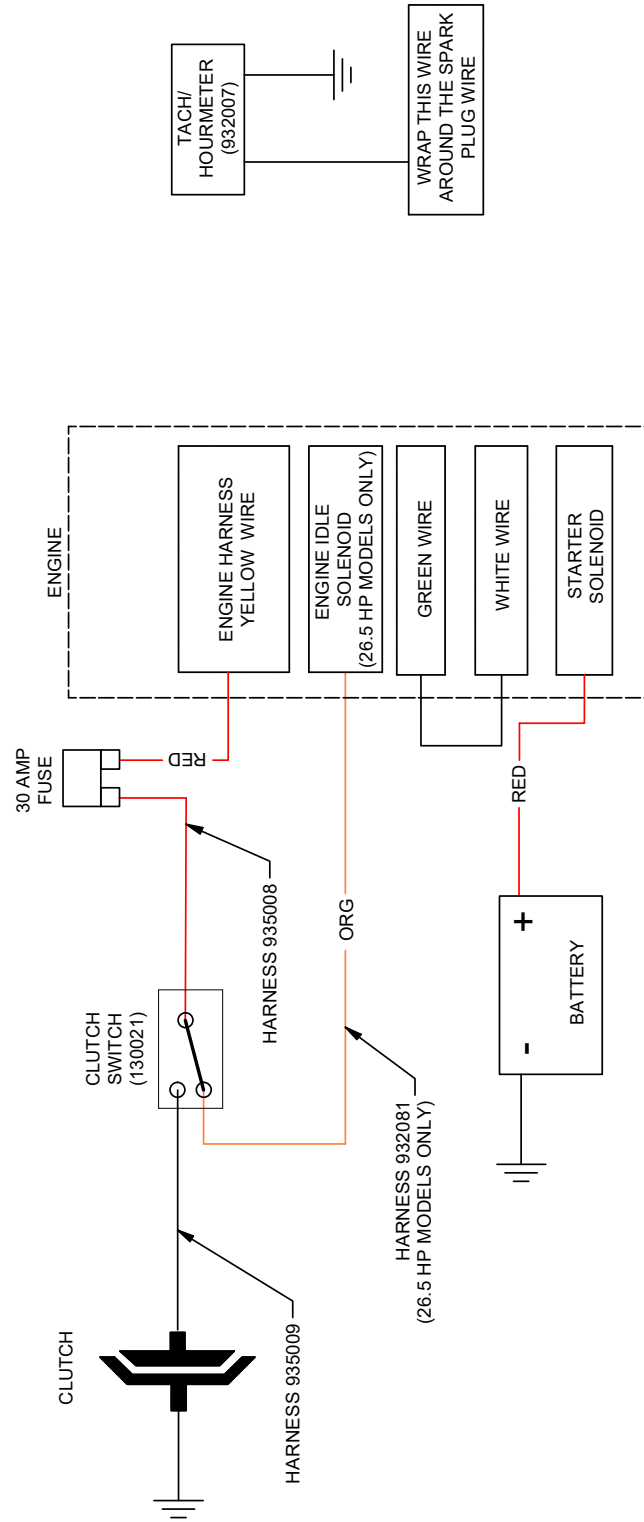 CLUTCH
CLUTCH
SWITCH
(130021)
30 AMP
FUSE
ENGINE
TACH/
HOURMETER
(932007)
HARNESS 935009
HARNESS 935008
RED
ENGINE HARNESS
YELLOW WIRE
ENGINE IDLE
SOLENOID
(26.5 HP MODELS ONLY)
ORG
HARNESS 932081
(26.5 HP MODELS ONLY)
GREEN WIRE
WHITE WIRE
STARTER
SOLENOID
RED
- +
BATTERY
WRAP THIS WIRE
AROUND THE SPARK
PLUG WIRE